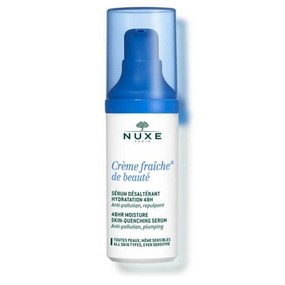 NUXE
PARIS
Crème fraîche®
de beauté
SÉRUM DÉSALTÉRANT
HYDRATATION 48H
Anti-pollution, repulpant
48HR MOISTURE
SKIN-QUENCHING SERUM
Anti-pollution, plumping
TOUTES PEAUX, MÊME SENSIBLES
ALL SKIN TYPES, EVEN SENSITIVE